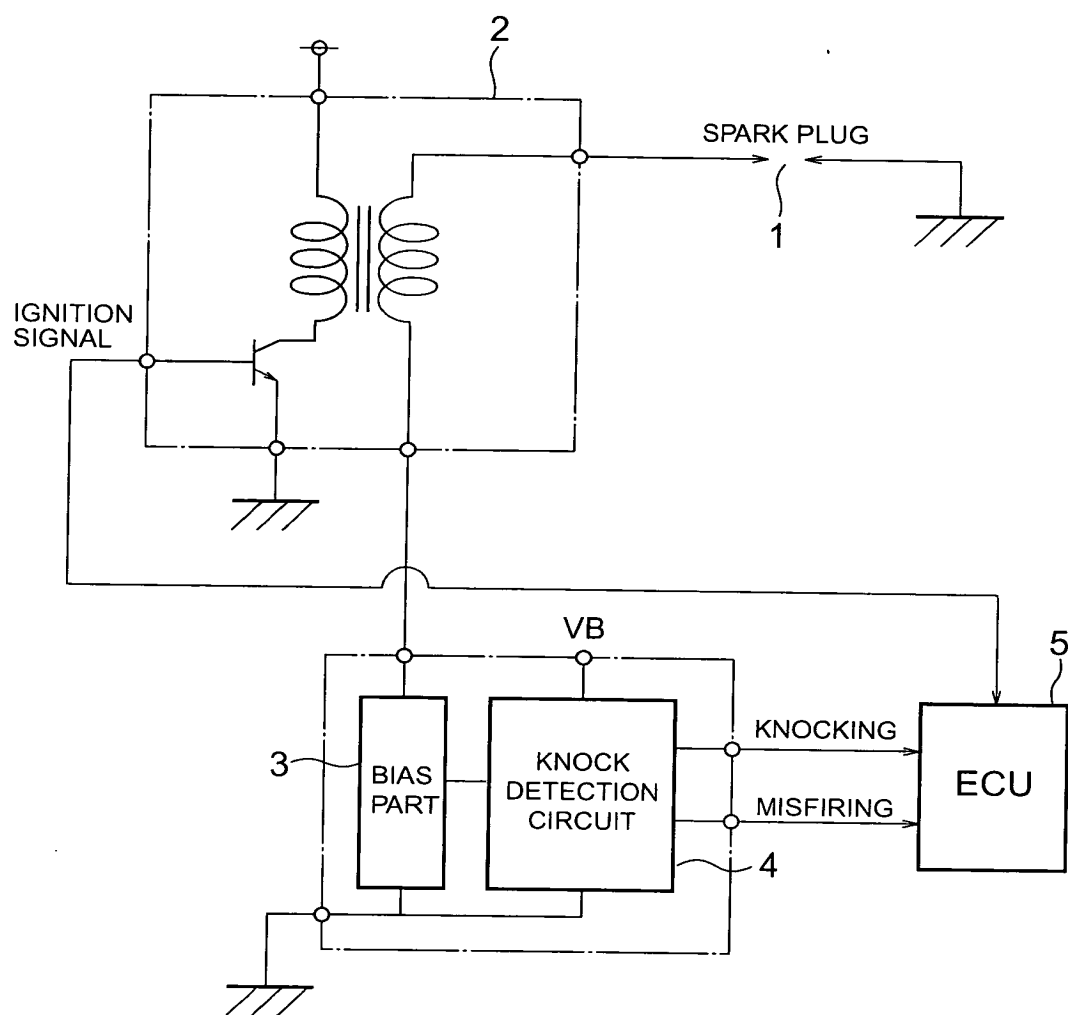 2
SPARK PLUG
1
IGNITION
SIGNAL
VB
5
KNOCKING
3
BIAS
PART
KNOCK
DETECTION
CIRCUIT
ECU
MISFIRING
4